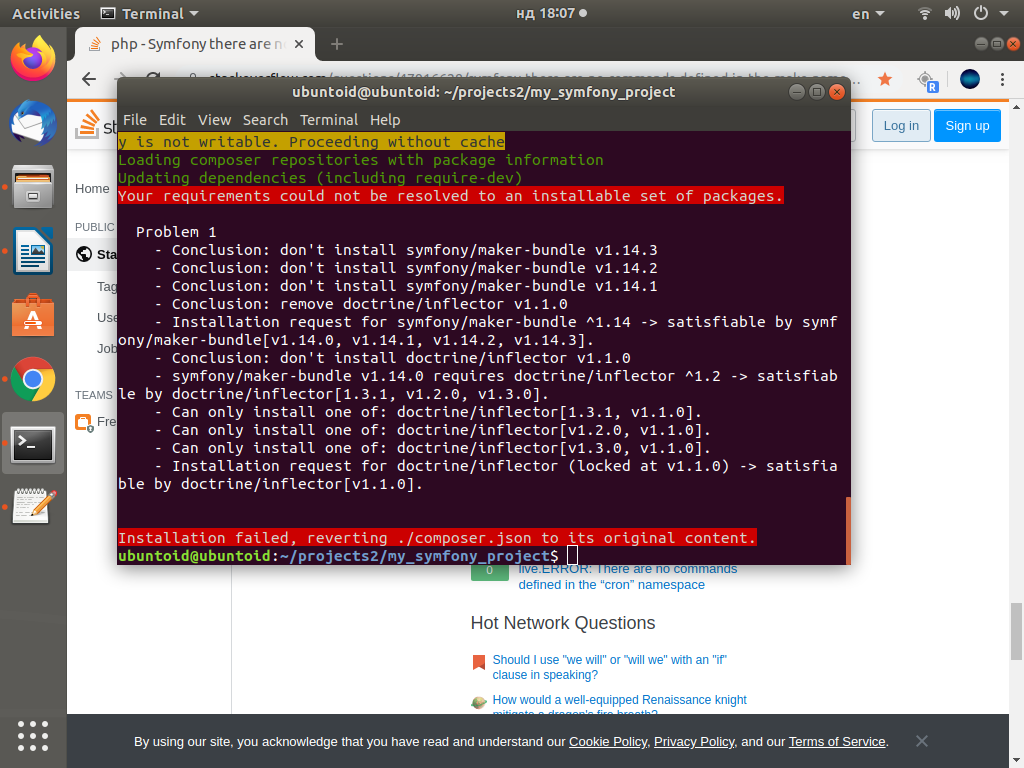 Activities Terminal нд 18:07 en
php - Symfony there are n
ubuntoid@ubuntoid: ~/projects2/my_symfony_project
File Edit View Search Terminal Help
Log in Sign up
Home
PUBLIC
Sta
Tag
Use
Job
TEAMS
Fre
y is not writable. Proceeding without cache
Loading composer repositories with package information
Updating dependencies (including require-dev)
Your requirements could not be resolved to an installable set of packages.
Problem 1
- Conclusion: don't install symfony/maker-bundle v1.14.3
- Conclusion: don't install symfony/maker-bundle v1.14.2
- Conclusion: don't install symfony/maker-bundle v1.14.1
- Conclusion: remove doctrine/inflector v1.1.0
- Installation request for symfony/maker-bundle ^1.14 -> satisfiable by symf
ony/maker-bundle[v1.14.0, v1.14.1, v1.14.2, v1.14.3].
- Conclusion: don't install doctrine/inflector v1.1.0
- symfony/maker-bundle v1.14.0 requires doctrine/inflector ^1.2 -> satisfiab
le by doctrine/inflector[1.3.1, v1.2.0, v1.3.0].
- Can only install one of: doctrine/inflector[1.3.1, v1.1.0].
- Can only install one of: doctrine/inflector[v1.2.0, v1.1.0].
- Can only install one of: doctrine/inflector[v1.3.0, v1.1.0].
- Installation request for doctrine/inflector (locked at v1.1.0) -> satisfia
ble by doctrine/inflector[v1.1.0].
Installation failed, reverting ./composer.json to its original content.
ubuntoid@ubuntoid:~/projects2/my_symfony_project$
0 live.ERROR: There are no commands
defined in the “cron” namespace
Hot Network Questions
Should I use "we will" or "will we" with an "if"
clause in speaking?
How would a well-equipped Renaissance knight
mitigate a dragon's fire breath?
By using our site, you acknowledge that you have read and understand our Cookie Policy, Privacy Policy, and our Terms of Service.